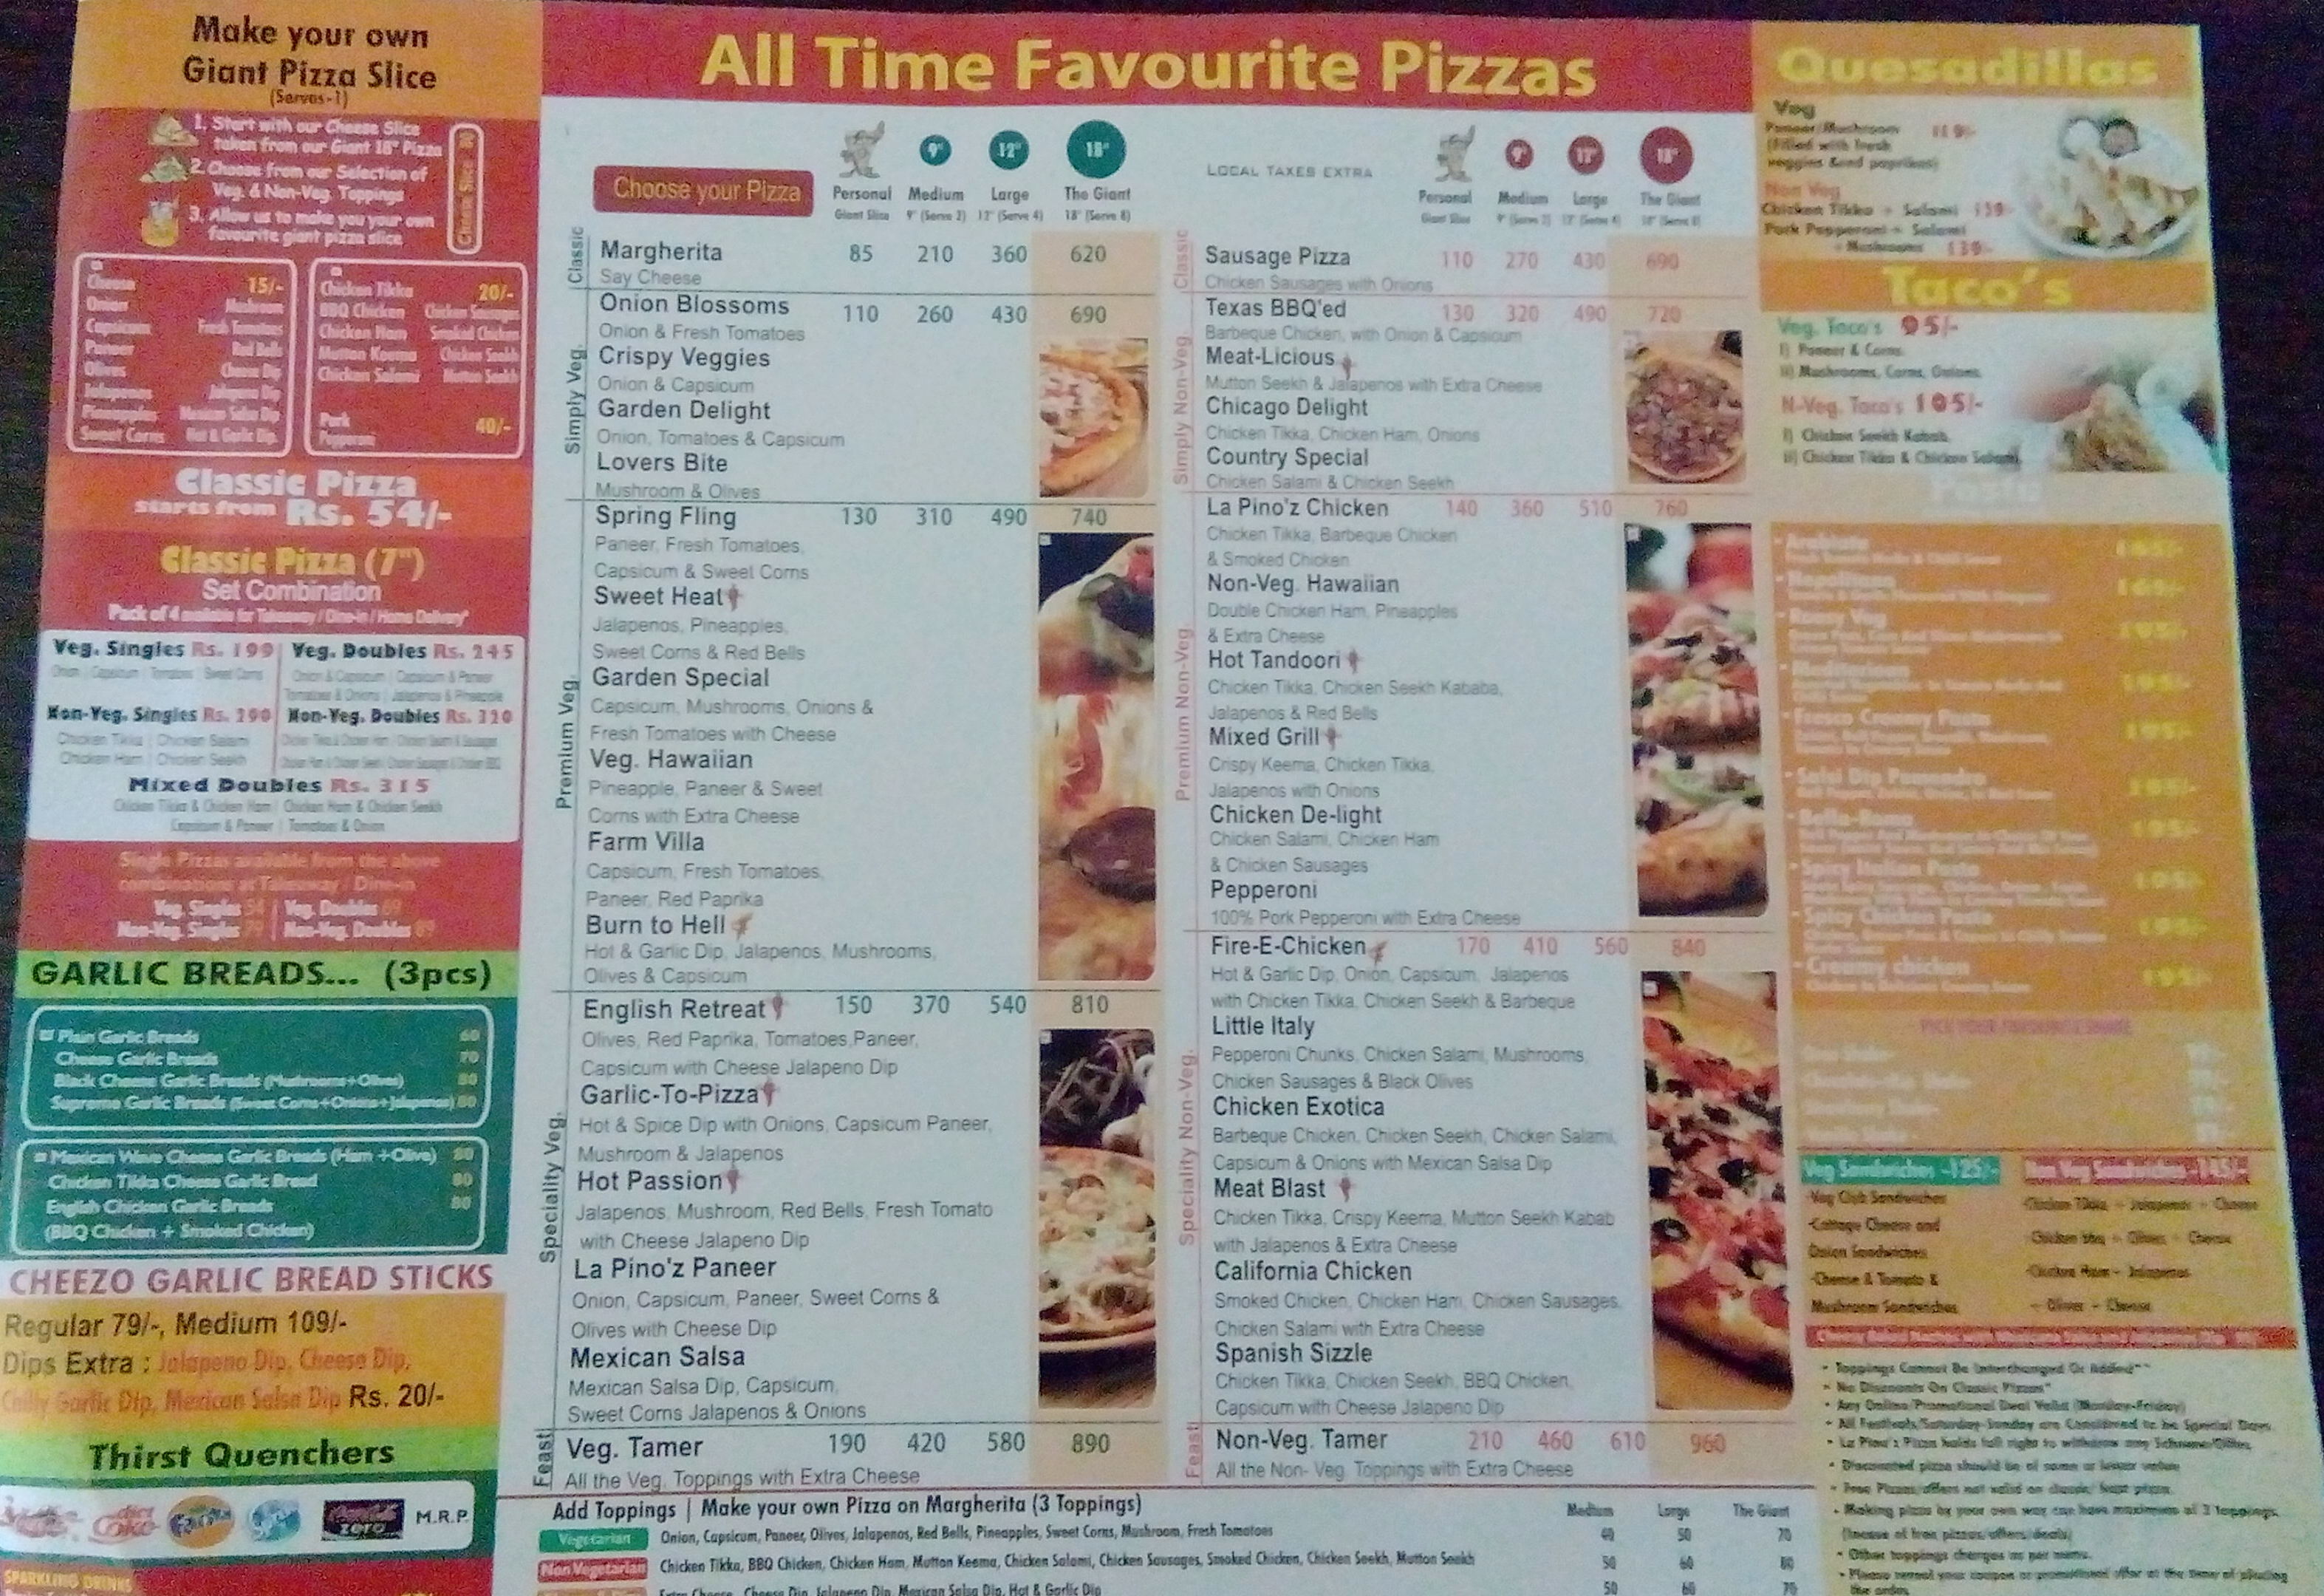 Make your own
Giant Pizza Slice
(Serves-1)
1. Start with our Cheese Slice
taken from our Giant 18" Pizza
2. Choose from our Selection of
Veg. & Non-Veg. Toppings
3. Allow us to make you your own
favourite giant pizza slice
Cheese 15/-
Onion Mushroom
Capsicum Fresh Tomatoes
Paneer Red Bells
Olives Cheese Dip
Jalapenos Jalapeno Dip
Pineapples Mexican Salsa Dip
Sweet Corns Hot & Garlic Dip
Chicken Tikka 20/-
BBQ Chicken Chicken Sausages
Chicken Ham Smoked Chicken
Mutton Keema Chicken Seekh
Chicken Salami Mutton Seekh
Pork
Pepperoni 40/-
Classic Pizza
starts from Rs. 54/-
Classic Pizza (7")
Set Combination
Pack of 4 available for Takeaway / Dine-in / Home Delivery*
Veg. Singles Rs. 199 Veg. Doubles Rs. 245
Onion | Capsicum | Tomatoes | Sweet Corns
Onion & Capsicum | Capsicum & Paneer
Tomatoes & Onions | Jalapenos & Pineapple
Non-Veg. Singles Rs. 290 Non-Veg. Doubles Rs. 320
Chicken Tikka | Chicken Salami
Chicken Ham | Chicken Seekh
Mixed Doubles Rs. 315
Chicken Tikka & Chicken Ham | Chicken Ham & Chicken Seekh
Capsicum & Paneer | Tomatoes & Onion
Single Pizzas available from the above
combinations at Takeaway / Dine-in
Veg. Singles 54 | Veg. Doubles 69
Non-Veg. Singles 79 | Non-Veg. Doubles 89
GARLIC BREADS... (3pcs)
Plain Garlic Breads 60
Cheese Garlic Breads 70
Black Cheese Garlic Breads (Mushrooms+Olives) 80
Supreme Garlic Breads (Sweet Corns+Onions+Jalapenos) 80
Mexican Wave Cheese Garlic Breads (Ham +Olive) 80
Chicken Tikka Cheese Garlic Bread 80
English Chicken Garlic Breads 80
(BBQ Chicken + Smoked Chicken)
CHEEZO GARLIC BREAD STICKS
Regular 79/-, Medium 109/-
Dips Extra : Jalapeno Dip, Cheese Dip,
Chilly Garlic Dip, Mexican Salsa Dip Rs. 20/-
Thirst Quenchers
diet Coke Fanta zero M.R.P.
SPARKLING DRINKS
All Time Favourite Pizzas
Choose your Pizza
9" 12" 18"
Personal Medium Large The Giant
Giant Slice 9" (Serve 2) 12" (Serve 4) 18" (Serve 8)
Classic
Margherita 85 210 360 620
Say Cheese
Simply Veg.
Onion Blossoms 110 260 430 690
Onion & Fresh Tomatoes
Crispy Veggies
Onion & Capsicum
Garden Delight
Onion, Tomatoes & Capsicum
Lovers Bite
Mushroom & Olives
Premium Veg.
Spring Fling 130 310 490 740
Paneer, Fresh Tomatoes,
Capsicum & Sweet Corns
Sweet Heat
Jalapenos, Pineapples,
Sweet Corns & Red Bells
Garden Special
Capsicum, Mushrooms, Onions &
Fresh Tomatoes with Cheese
Veg. Hawaiian
Pineapple, Paneer & Sweet
Corns with Extra Cheese
Farm Villa
Capsicum, Fresh Tomatoes,
Paneer, Red Paprika
Burn to Hell
Hot & Garlic Dip, Jalapenos, Mushrooms,
Olives & Capsicum
Speciality Veg.
English Retreat 150 370 540 810
Olives, Red Paprika, Tomatoes,Paneer,
Capsicum with Cheese Jalapeno Dip
Garlic-To-Pizza
Hot & Spice Dip with Onions, Capsicum Paneer,
Mushroom & Jalapenos
Hot Passion
Jalapenos, Mushroom, Red Bells, Fresh Tomato
with Cheese Jalapeno Dip
La Pino'z Paneer
Onion, Capsicum, Paneer, Sweet Corns &
Olives with Cheese Dip
Mexican Salsa
Mexican Salsa Dip, Capsicum,
Sweet Corns Jalapenos & Onions
Feast
Veg. Tamer 190 420 580 890
All the Veg. Toppings with Extra Cheese
LOCAL TAXES EXTRA
9" 12" 18"
Personal Medium Large The Giant
Giant Slice 9" (Serve 2) 12" (Serve 4) 18" (Serve 8)
Classic
Sausage Pizza 110 270 430 690
Chicken Sausages with Onions
Simply Non-Veg.
Texas BBQ'ed 130 320 490 720
Barbeque Chicken, with Onion & Capsicum
Meat-Licious
Mutton Seekh & Jalapenos with Extra Cheese
Chicago Delight
Chicken Tikka, Chicken Ham, Onions
Country Special
Chicken Salami & Chicken Seekh
Premium Non-Veg
La Pino'z Chicken 140 360 510 760
Chicken Tikka, Barbeque Chicken
& Smoked Chicken
Non-Veg. Hawaiian
Double Chicken Ham, Pineapples
& Extra Cheese
Hot Tandoori
Chicken Tikka, Chicken Seekh Kababa,
Jalapenos & Red Bells
Mixed Grill
Crispy Keema, Chicken Tikka,
Jalapenos with Onions
Chicken De-light
Chicken Salami, Chicken Ham
& Chicken Sausages
Pepperoni
100% Pork Pepperoni with Extra Cheese
Speciality Non-Veg.
Fire-E-Chicken 170 410 560 840
Hot & Garlic Dip, Onion, Capsicum, Jalapenos
with Chicken Tikka, Chicken Seekh & Barbeque
Little Italy
Pepperoni Chunks, Chicken Salami, Mushrooms,
Chicken Sausages & Black Olives
Chicken Exotica
Barbeque Chicken, Chicken Seekh, Chicken Salami,
Capsicum & Onions with Mexican Salsa Dip
Meat Blast
Chicken Tikka, Crispy Keema, Mutton Seekh Kabab
with Jalapenos & Extra Cheese
California Chicken
Smoked Chicken, Chicken Ham, Chicken Sausages,
Chicken Salami with Extra Cheese
Spanish Sizzle
Chicken Tikka, Chicken Seekh, BBQ Chicken,
Capsicum with Cheese Jalapeno Dip
Feast
Non-Veg. Tamer 210 460 610 960
All the Non- Veg. Toppings with Extra Cheese
Add Toppings | Make your own Pizza on Margherita (3 Toppings) Medium Large The Giant
Vegetarian Onion, Capsicum, Paneer, Olives, Jalapenos, Red Bells, Pineapples, Sweet Corns, Mushroom, Fresh Tomatoes 40 50 70
Non Vegetarian Chicken Tikka, BBQ Chicken, Chicken Ham, Mutton Keema, Chicken Salami, Chicken Sausages, Smoked Chicken, Chicken Seekh, Mutton Seekh 50 60 80
Extra Cheese, Cheese Dip, Jalapeno Dip, Mexican Salsa Dip, Hot & Garlic Dip 50 60 70
Quesadillas
Veg
Paneer/Mushroom 119/-
(Filled with fresh
veggies &
Non Veg
Chicken Tikka + Salami 139/-
Pork Pepperoni + Salami
+ Mushrooms 139/-
Taco's
Veg. Taco's 95/-
i) Paneer & Corns
ii) Mushrooms, Corns, Onions
N-Veg. Taco's 105/-
i) Chicken Seekh Kabab
ii) Chicken Tikka & Chicken Salami
Pasta
Fresco Creamy Pasta
Spicy Italian Pasta
Spicy Chicken Pasta
Creamy chicken
Veg Sandwiches -125/- Non Veg Sandwiches -145/-
-Veg Club Sandwiches
-Cottage Cheese and
Onion Sandwiches
-Cheese & Tomato &
Mushroom Sandwiches
-Chicken Tikka + Jalapenos + Cheese
-Chicken bbq + Olives + Cheese
-Chicken Ham + Jalapenos
+ Olives + Cheese
• Toppings Cannot Be Interchanged Or Added**
• No Discounts On Classic Pizzas*
• Any Online/Promotional Deal Valid (Monday-Friday)
• All Festivals/Saturday-Sunday are Considered to be Special Days.
• La Pino'z Pizza holds full right to withdraw any Scheme/Offer.
• Discounted pizza should be of same or lesser value
• Free Pizzas/offers not valid on classic/ feast pizza.
• Making pizza by your own way can have maximum of 3 toppings.
(Incase of free pizzas/offers/deals)
• Other toppings charges as per menu.
• Please reveal your coupon or promotional offer at the time of placing
the order.